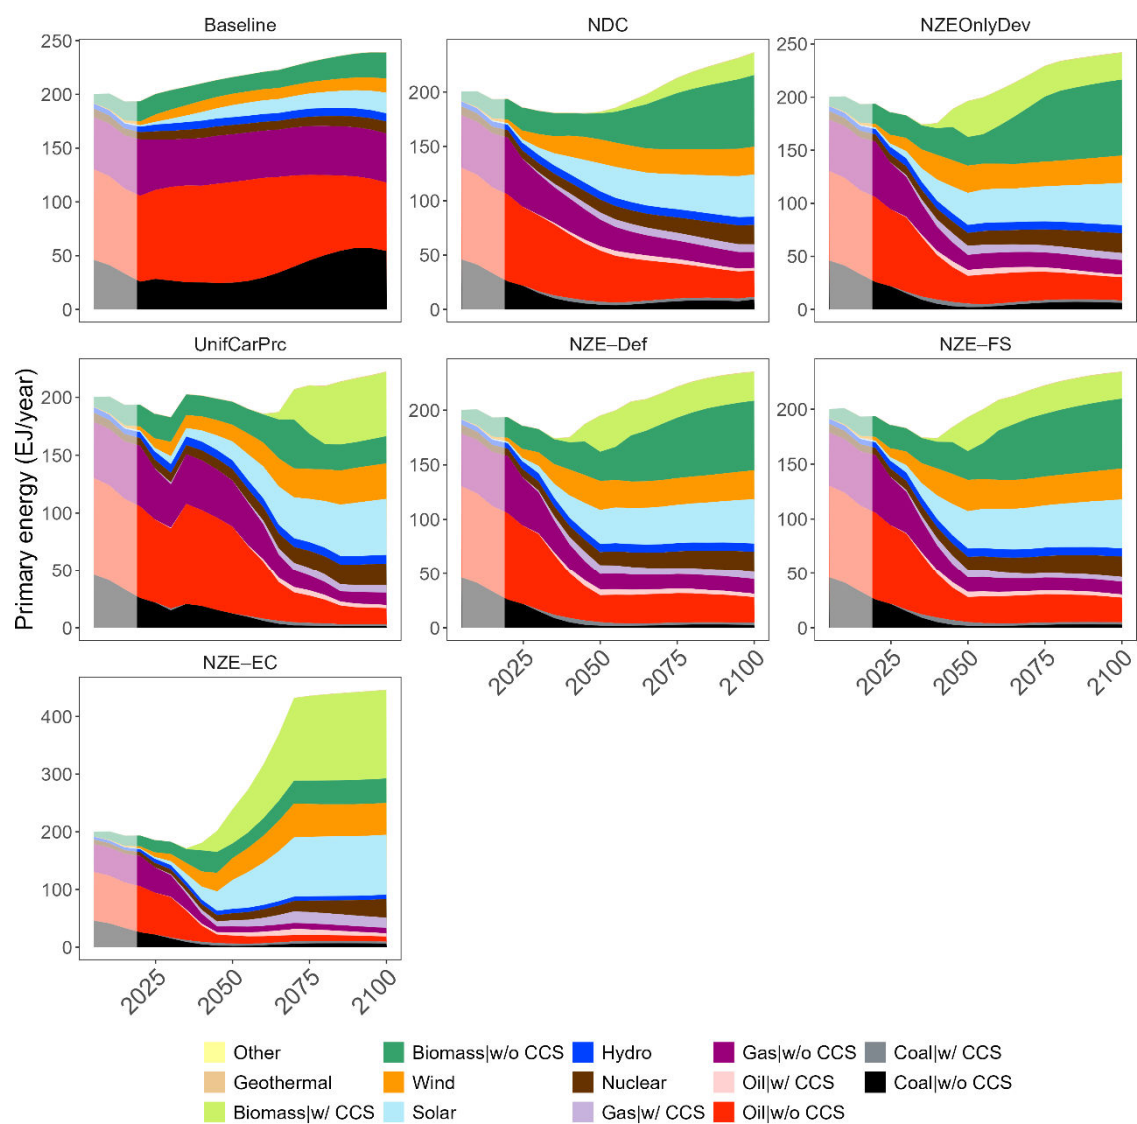 Baseline
NDC
NZEOnlyDev
250
200
150
100
50
0
200
150
100
50
0
250
200
150
100
50
0
UnifCarPrc
NZE–Def
NZE–FS
Primary energy (EJ/year)
200
150
100
50
0
200
150
100
50
0
200
150
100
50
0
2025 2050 2075 2100
2025 2050 2075 2100
NZE–EC
400
300
200
100
0
2025 2050 2075 2100
Other
Biomass|w/o CCS
Hydro
Gas|w/o CCS
Coal|w/ CCS
Geothermal
Wind
Nuclear
Oil|w/ CCS
Coal|w/o CCS
Biomass|w/ CCS
Solar
Gas|w/ CCS
Oil|w/o CCS